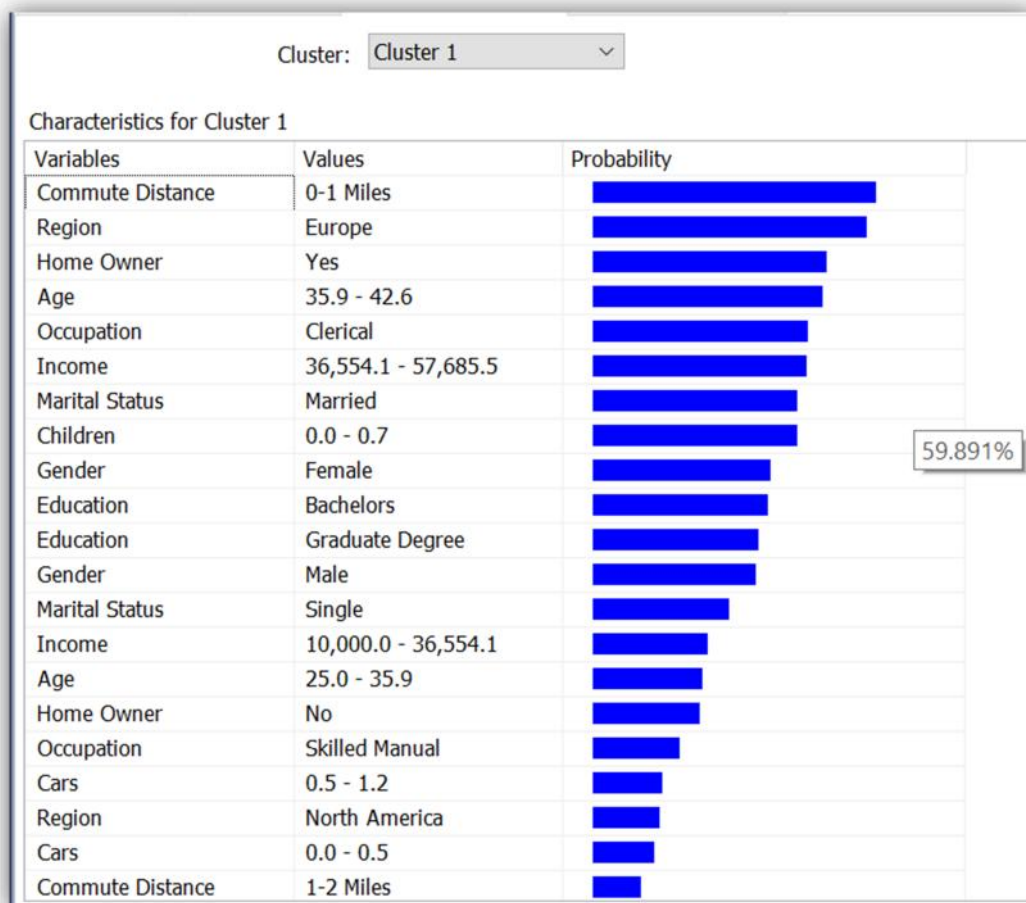 Cluster: Cluster 1
Characteristics for Cluster 1
Variables Values Probability
Commute Distance 0-1 Miles
Region Europe
Home Owner Yes
Age 35.9 - 42.6
Occupation Clerical
Income 36,554.1 - 57,685.5
Marital Status Married
Children 0.0 - 0.7
59.891%
Gender Female
Education Bachelors
Education Graduate Degree
Gender Male
Marital Status Single
Income 10,000.0 - 36,554.1
Age 25.0 - 35.9
Home Owner No
Occupation Skilled Manual
Cars 0.5 - 1.2
Region North America
Cars 0.0 - 0.5
Commute Distance 1-2 Miles